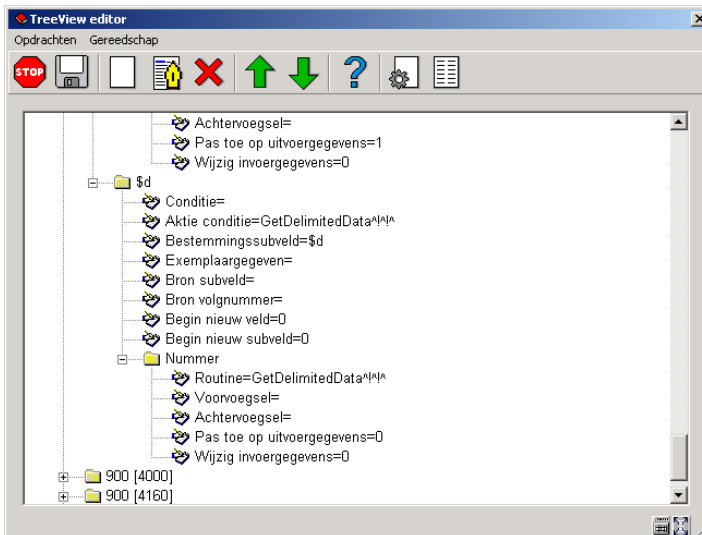 TreeView editor
Opdrachten Gereedschap
STOP
Achtervoegsel=
Pas toe op uitvoergegevens=1
Wijzig invoergegevens=0
$d
Conditie=
Aktie conditie=GetDelimitedData^!^!^
Bestemmingssubveld=$d
Exemplaargegeven=
Bron subveld=
Bron volgnummer=
Begin nieuw veld=0
Begin nieuw subveld=0
Nummer
Routine=GetDelimitedData^!^!^
Voorvoegsel=
Achtervoegsel=
Pas toe op uitvoergegevens=0
Wijzig invoergegevens=0
900 [4000]
900 [4160]